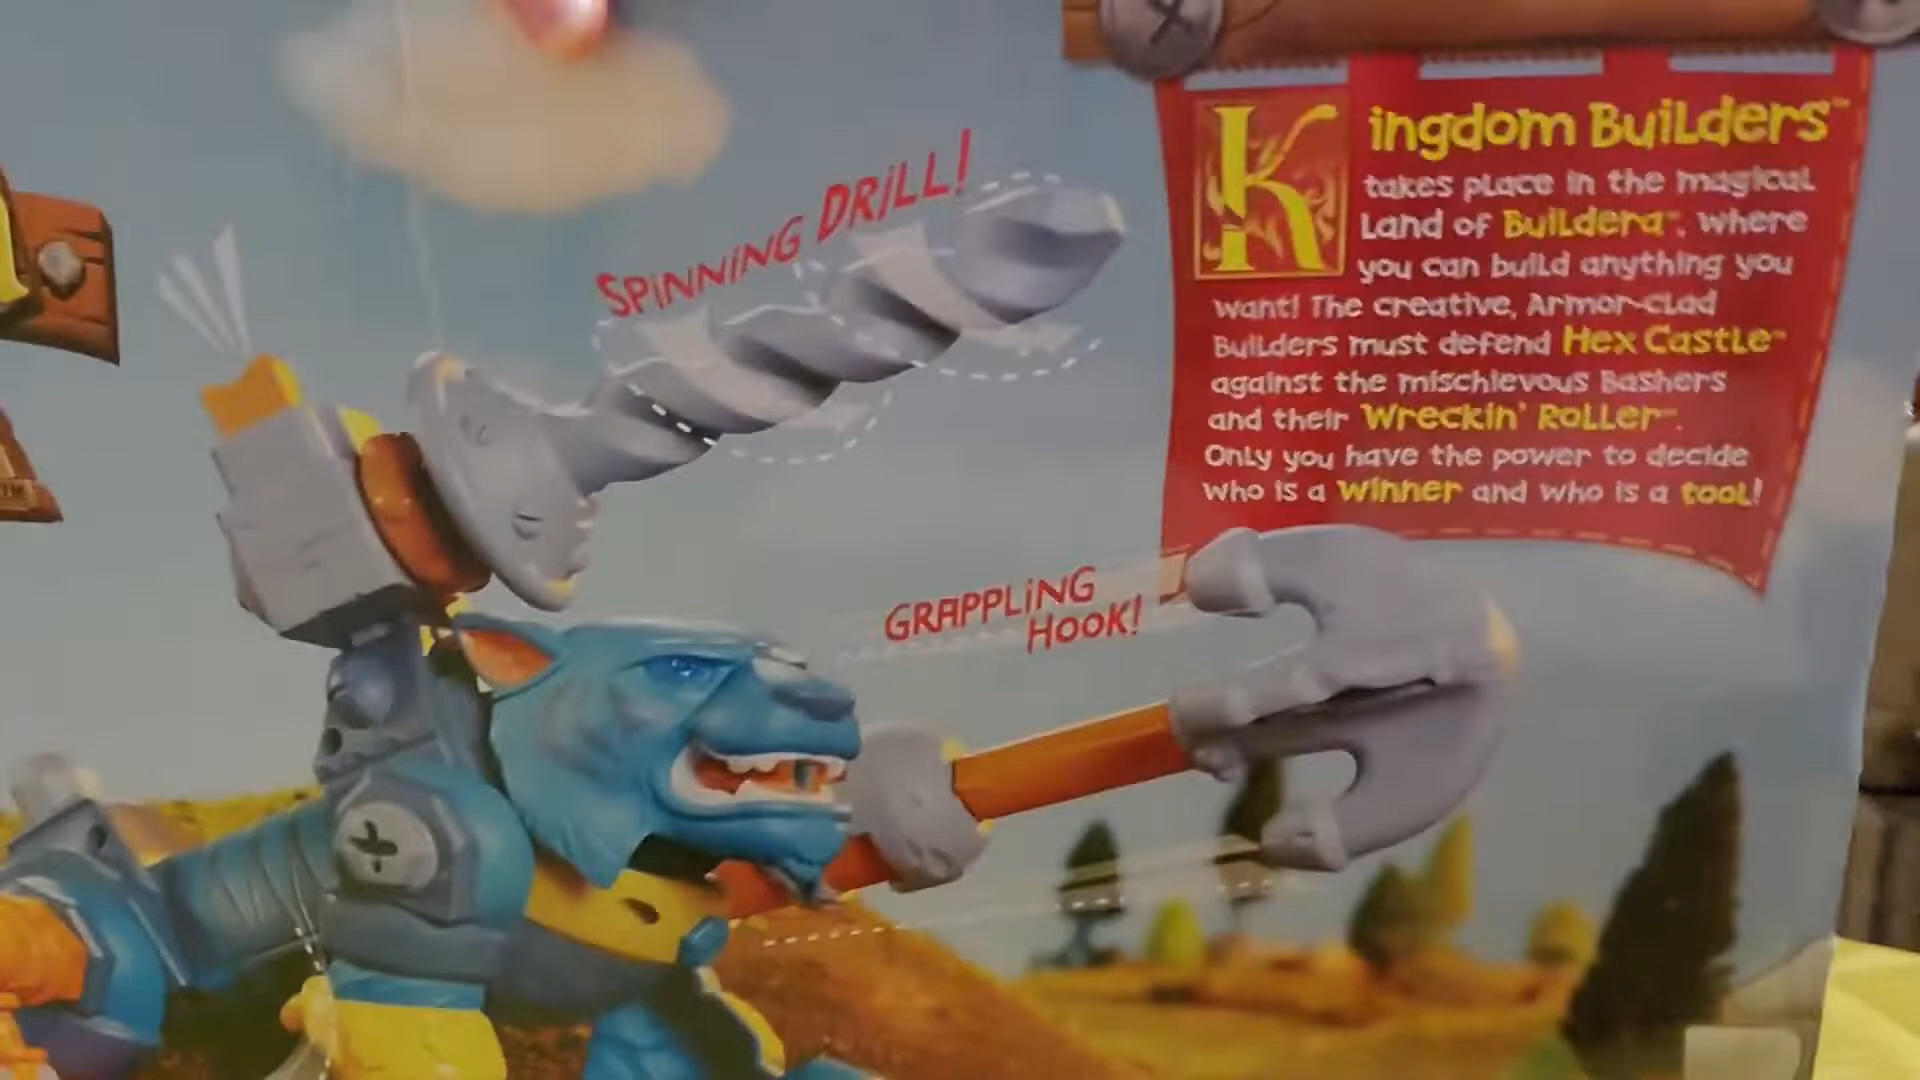 SPINNING DRILL!
Kingdom Builders™
takes place in the magical
Land of Buildera™, where
you can build anything you
want! The creative, Armor-clad
Builders must defend Hex Castle™
against the mischievous Bashers
and their Wreckin' Roller™.
Only you have the power to decide
who is a winner and who is a tool!
GRAPPLING
HOOK!